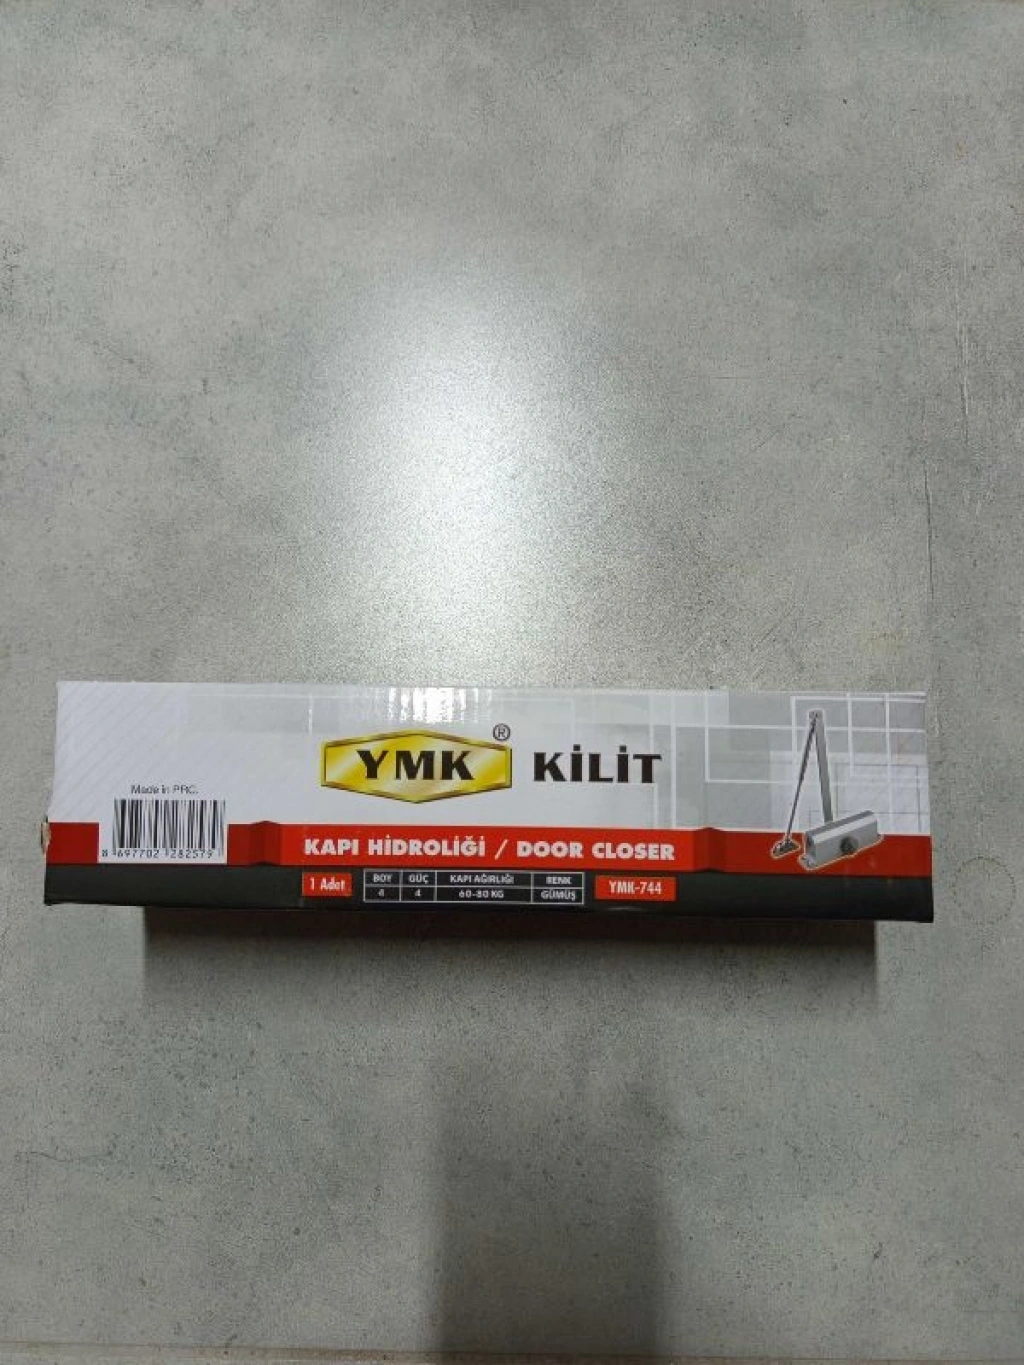 YMK® KİLİT
Made in PRC.
8 697702 282579
KAPI HİDROLİĞİ / DOOR CLOSER
1 Adet
BOY GÜÇ KAPI AĞIRLIĞI RENK
4 4 60-80 KG GÜMÜŞ
YMK-744